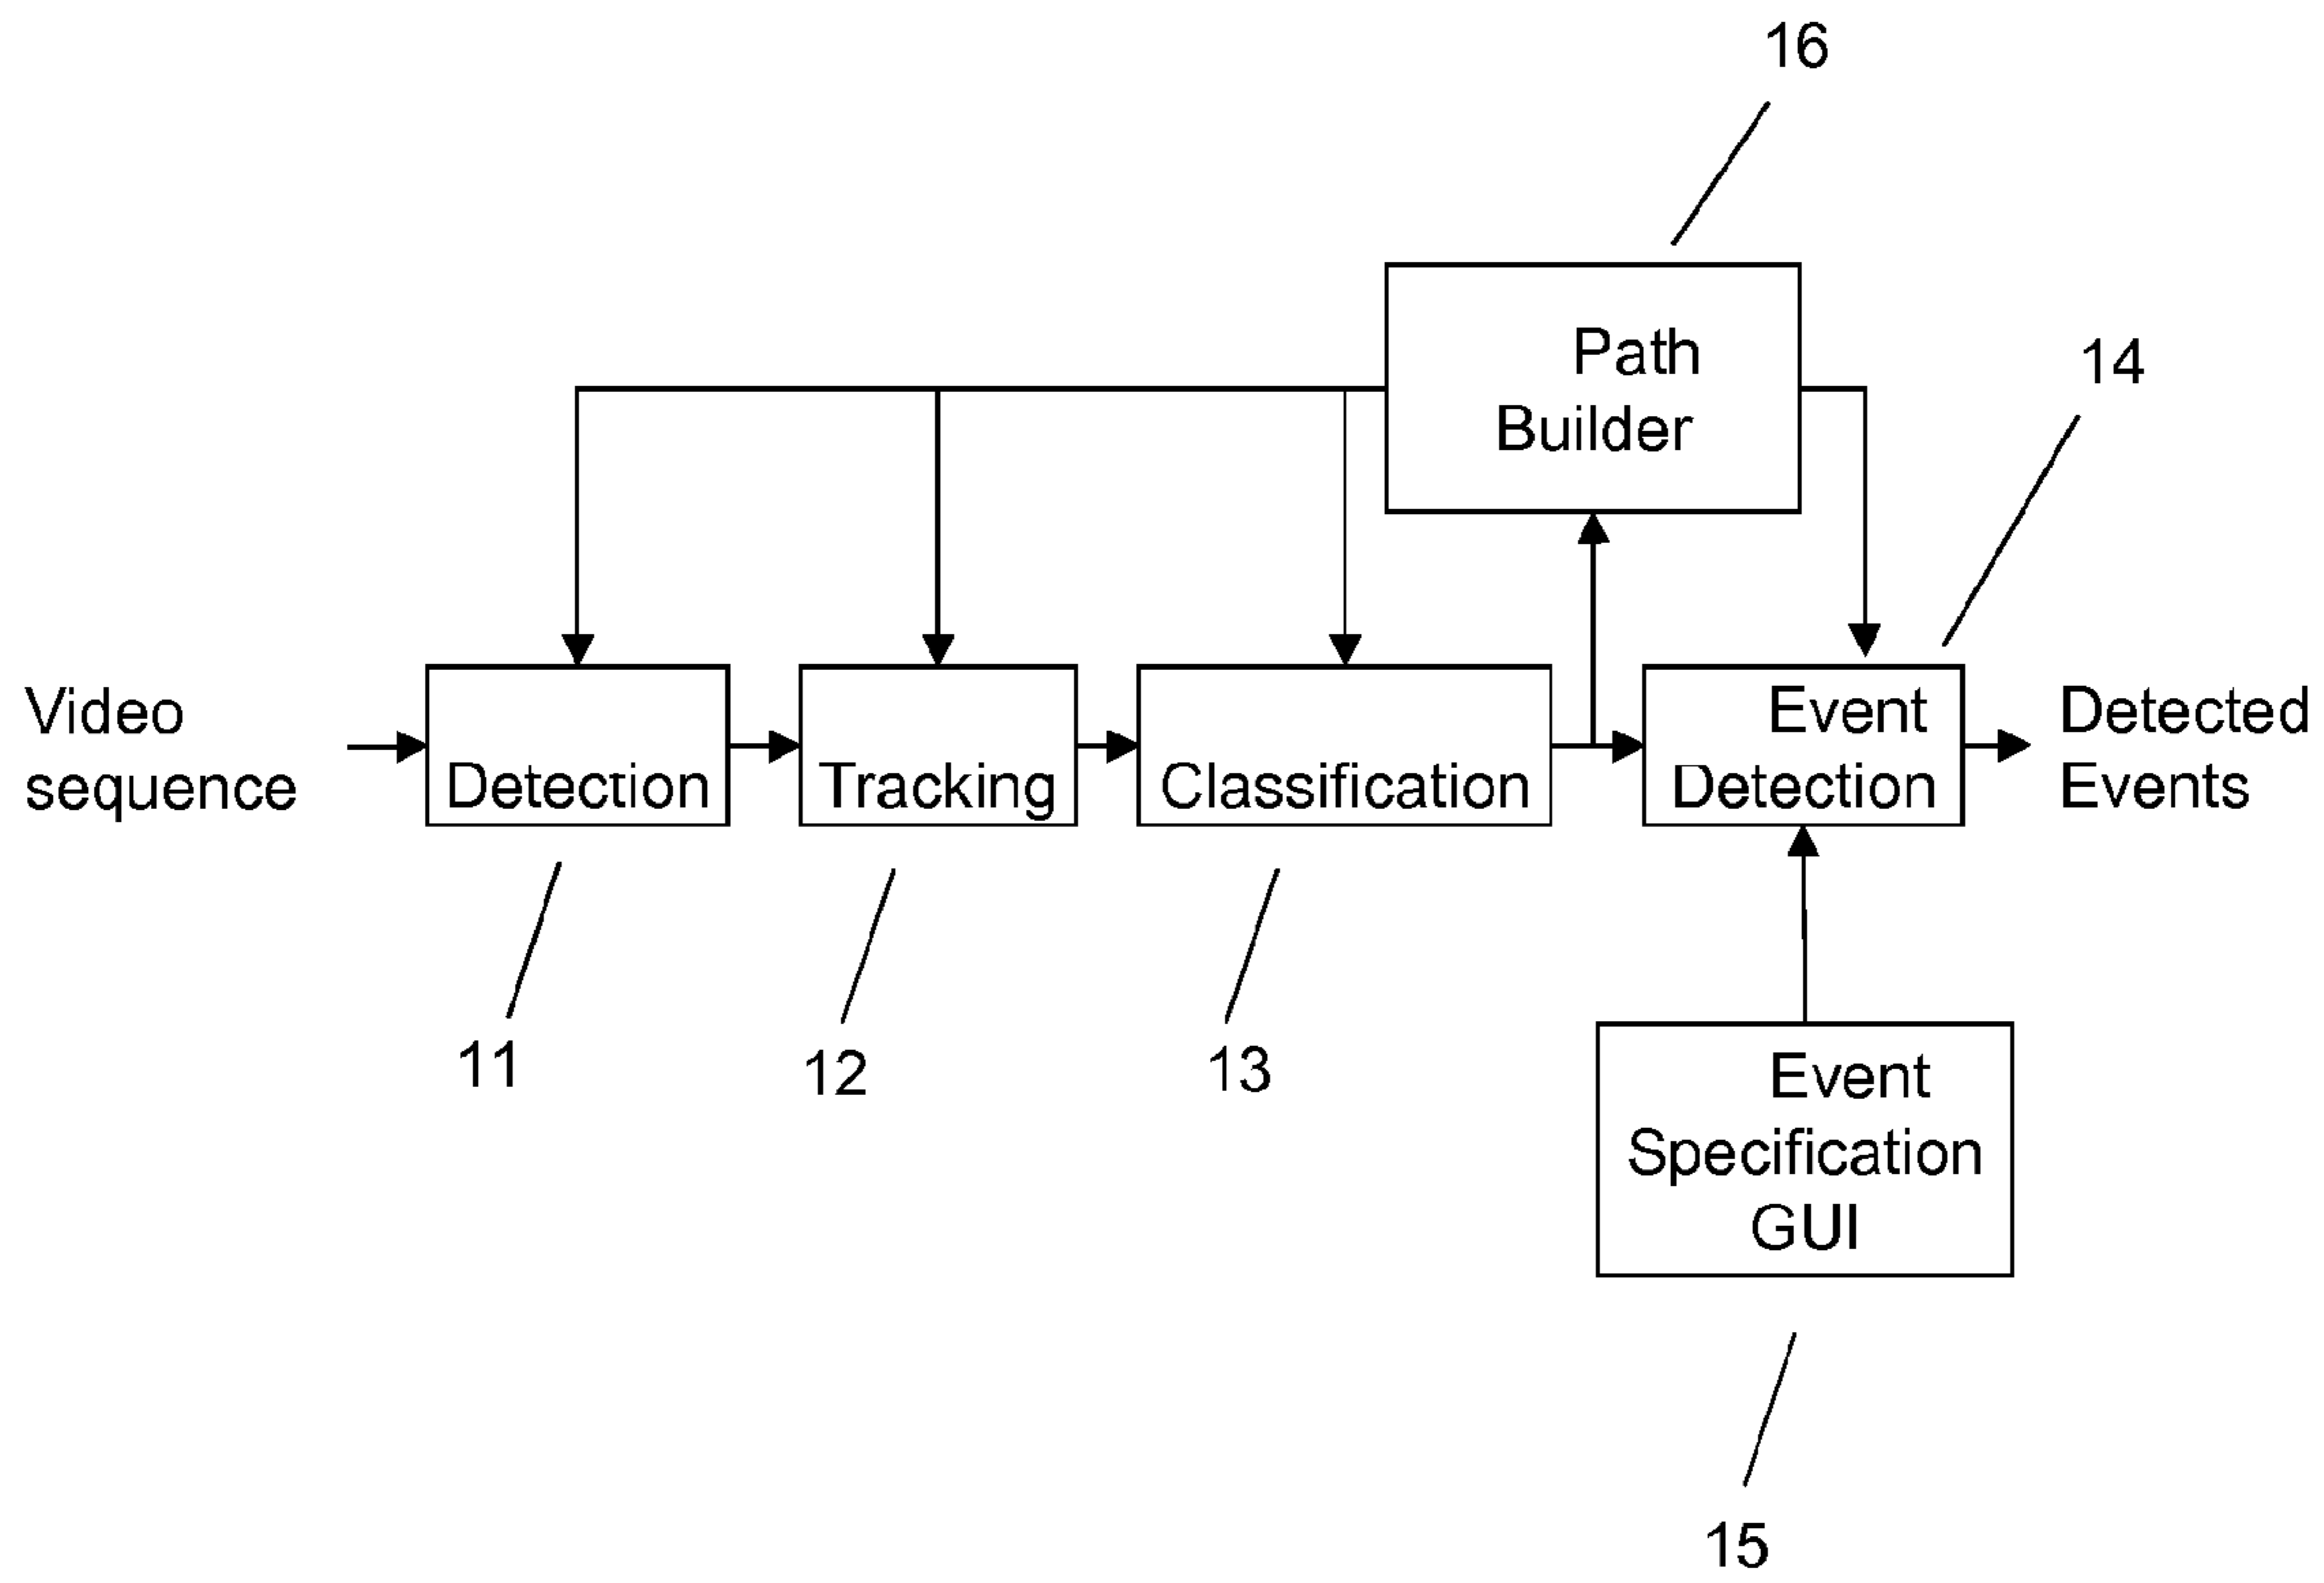 16
Path
Builder
14
Video
sequence
Detection
Tracking
Classification
Event
Detection
Detected
Events
11
12
13
Event
Specification
GUI
15